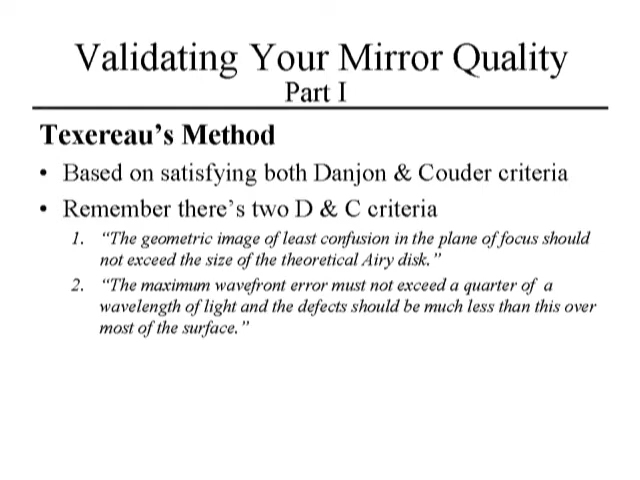 Validating Your Mirror Quality
Part I
Texereau's Method
• Based on satisfying both Danjon & Couder criteria
• Remember there's two D & C criteria
1. "The geometric image of least confusion in the plane of focus should
not exceed the size of the theoretical Airy disk."
2. "The maximum wavefront error must not exceed a quarter of a
wavelength of light and the defects should be much less than this over
most of the surface."